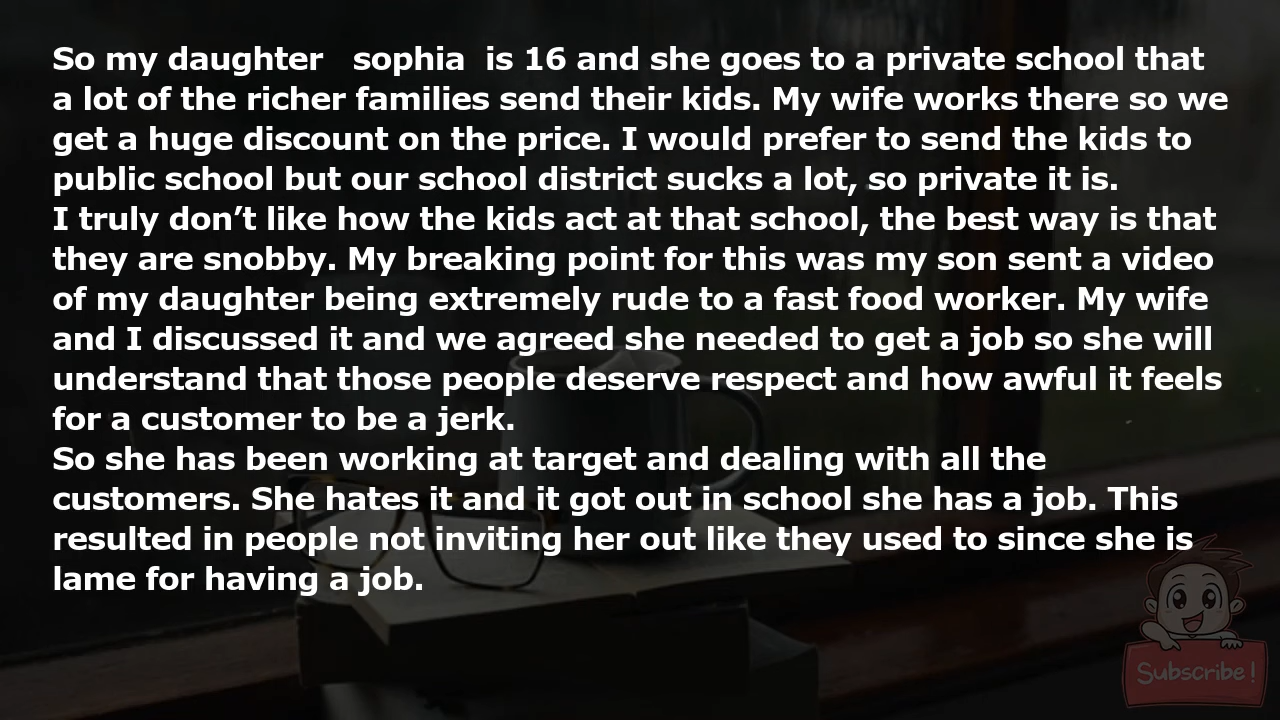 So my daughter   sophia  is 16 and she goes to a private school that
a lot of the richer families send their kids. My wife works there so we
get a huge discount on the price. I would prefer to send the kids to
public school but our school district sucks a lot, so private it is.
I truly don’t like how the kids act at that school, the best way is that
they are snobby. My breaking point for this was my son sent a video
of my daughter being extremely rude to a fast food worker. My wife
and I discussed it and we agreed she needed to get a job so she will
understand that those people deserve respect and how awful it feels
for a customer to be a jerk.
So she has been working at target and dealing with all the
customers. She hates it and it got out in school she has a job. This
resulted in people not inviting her out like they used to since she is
lame for having a job.
Subscribe!